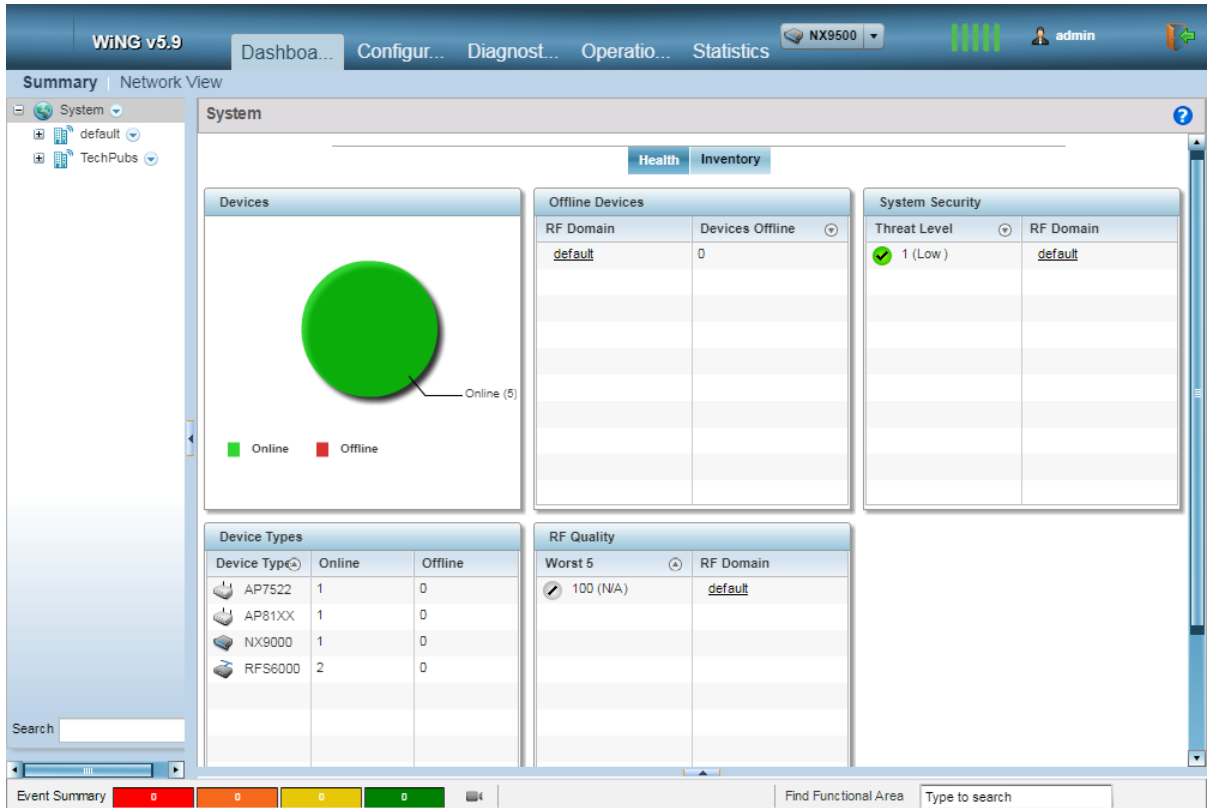 WiNG v5.9
Dashboa... Configur... Diagnost... Operatio... Statistics NX9500 admin
Summary | Network View
System
default
TechPubs
System
Health Inventory
Devices
Online (5)
Online Offline
Offline Devices
RF Domain Devices Offline
default 0
System Security
Threat Level RF Domain
1 (Low ) default
Device Types
Device Type Online Offline
AP7522 1 0
AP81XX 1 0
NX9000 1 0
RFS6000 2 0
RF Quality
Worst 5 RF Domain
100 (N/A) default
Search
Event Summary 0 0 0 0 Find Functional Area Type to search